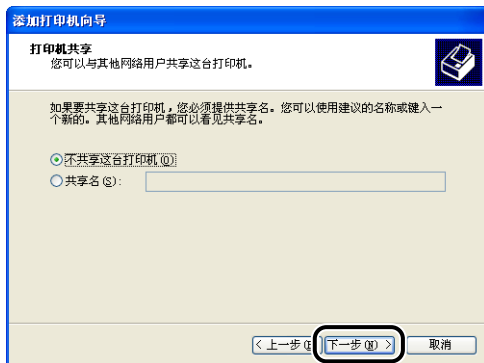 添加打印机向导
打印机共享
您可以与其他网络用户共享这台打印机。
如果要共享这台打印机，您必须提供共享名。您可以使用建议的名称或键入一
个新的。其他网络用户都可以看见共享名。
不共享这台打印机(O)
共享名(S):
< 上一步(B) 下一步(N) > 取消